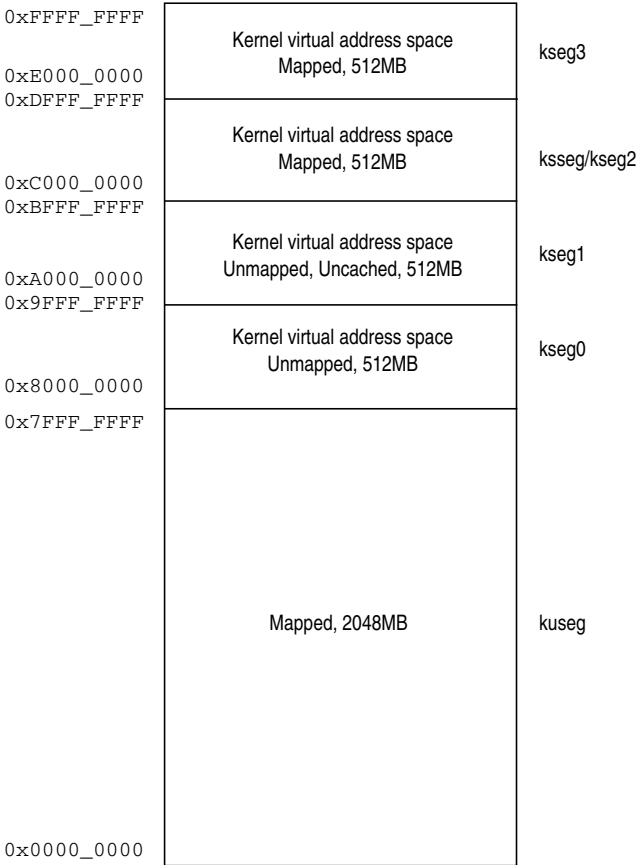 0xFFFF_FFFF
Kernel virtual address space
Mapped, 512MB
kseg3
0xE000_0000
0xDFFF_FFFF
Kernel virtual address space
Mapped, 512MB
ksseg/kseg2
0xC000_0000
0xBFFF_FFFF
Kernel virtual address space
Unmapped, Uncached, 512MB
kseg1
0xA000_0000
0x9FFF_FFFF
Kernel virtual address space
Unmapped, 512MB
kseg0
0x8000_0000
0x7FFF_FFFF
Mapped, 2048MB
kuseg
0x0000_0000